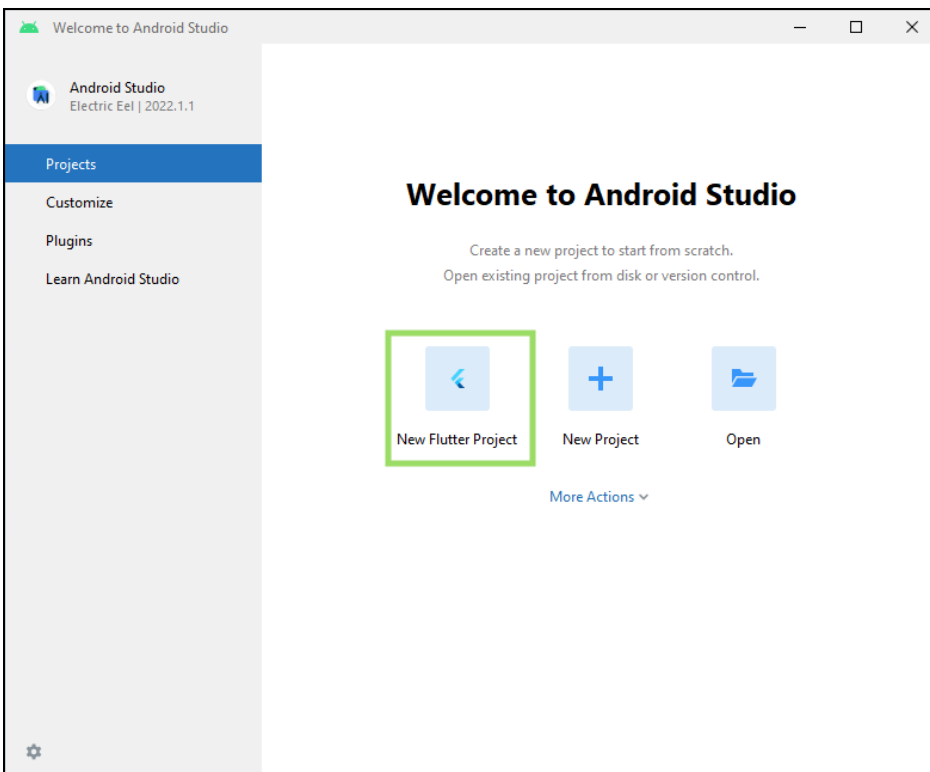 Welcome to Android Studio
Android Studio
Electric Eel | 2022.1.1
Projects
Customize
Plugins
Learn Android Studio
Welcome to Android Studio
Create a new project to start from scratch.
Open existing project from disk or version control.
New Flutter Project
New Project
Open
More Actions